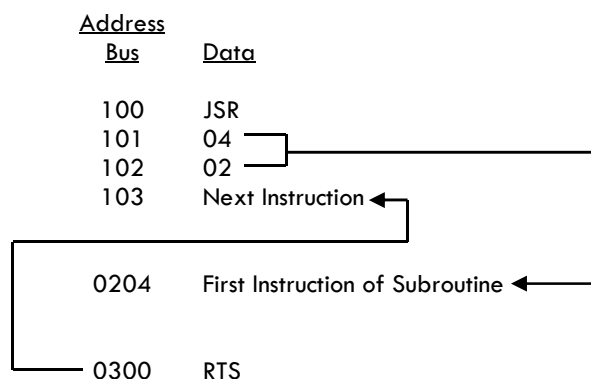 Address
Bus Data
100 JSR
101 04
102 02
103 Next Instruction
0204 First Instruction of Subroutine
0300 RTS